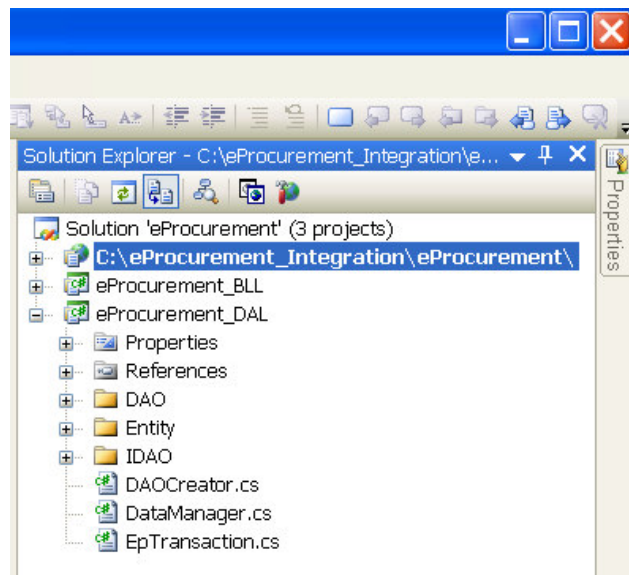 Solution Explorer - C:\eProcurement_Integration\e...
Properties
Solution 'eProcurement' (3 projects)
C:\eProcurement_Integration\eProcurement\
eProcurement_BLL
eProcurement_DAL
Properties
References
DAO
Entity
IDAO
DAOCreator.cs
DataManager.cs
EpTransaction.cs